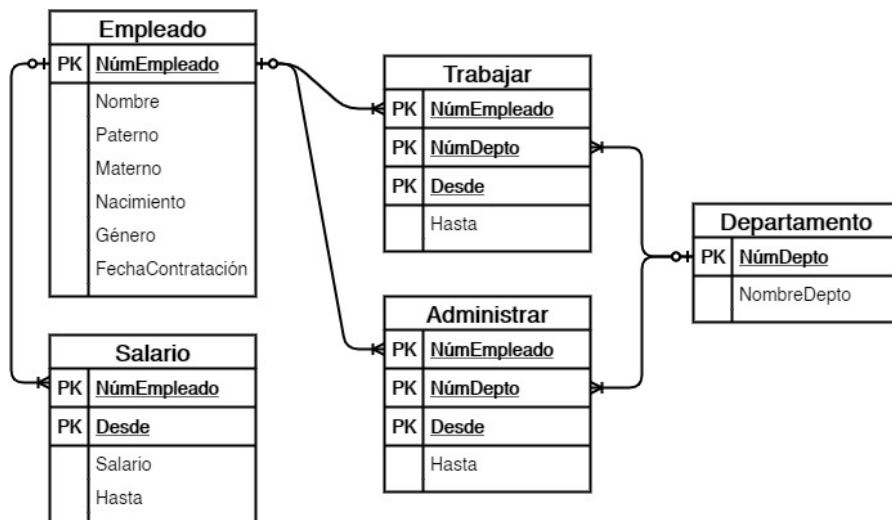 Empleado
PK NúmEmpleado
Nombre
Paterno
Materno
Nacimiento
Género
FechaContratación
Salario
PK NúmEmpleado
PK Desde
Salario
Hasta
Trabajar
PK NúmEmpleado
PK NúmDepto
PK Desde
Hasta
Administrar
PK NúmEmpleado
PK NúmDepto
PK Desde
Hasta
Departamento
PK NúmDepto
NombreDepto